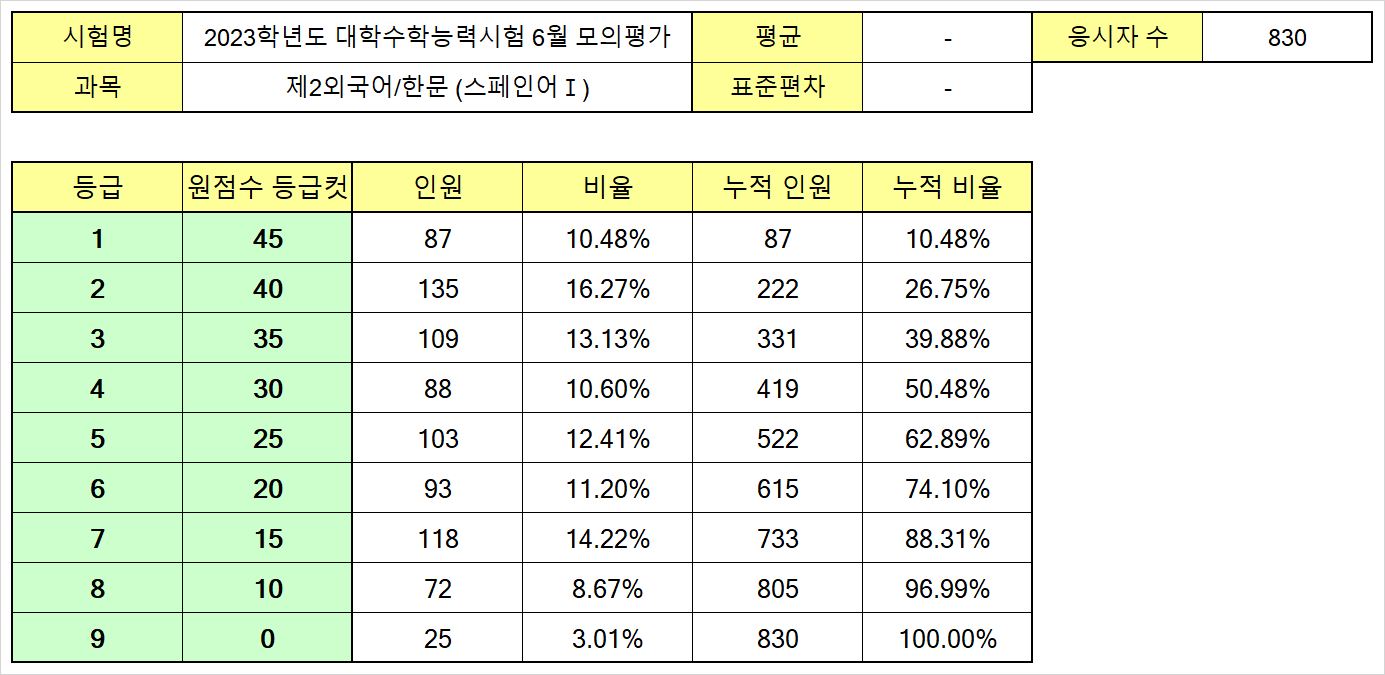 시험명 2023학년도 대학수학능력시험 6월 모의평가 평균 - 응시자 수 830
과목 제2외국어/한문 (스페인어Ⅰ) 표준편차 -
등급 원점수 등급컷 인원 비율 누적 인원 누적 비율
1 45 87 10.48% 87 10.48%
2 40 135 16.27% 222 26.75%
3 35 109 13.13% 331 39.88%
4 30 88 10.60% 419 50.48%
5 25 103 12.41% 522 62.89%
6 20 93 11.20% 615 74.10%
7 15 118 14.22% 733 88.31%
8 10 72 8.67% 805 96.99%
9 0 25 3.01% 830 100.00%